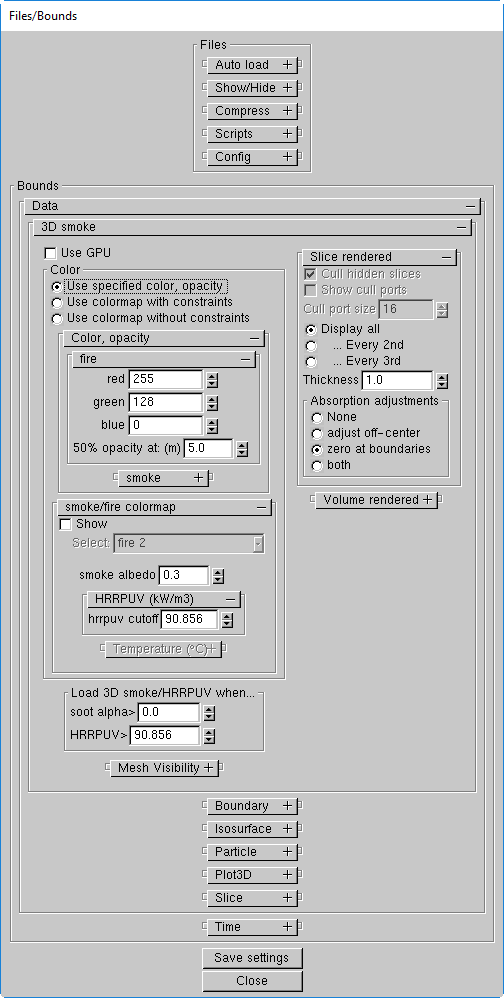 Files/Bounds
Files
Auto load +
Show/Hide +
Compress +
Scripts +
Config +
Bounds
Data −
3D smoke −
Use GPU
Color
Use specified color, opacity
Use colormap with constraints
Use colormap without constraints
Color, opacity −
fire −
red 255
green 128
blue 0
50% opacity at: (m) 5.0
smoke +
smoke/fire colormap −
Show
Select: fire 2
smoke albedo 0.3
HRRPUV (kW/m3) −
hrrpuv cutoff 90.856
Temperature (°C) +
Load 3D smoke/HRRPUV when...
soot alpha> 0.0
HRRPUV> 90.856
Mesh Visibility +
Slice rendered −
Cull hidden slices
Show cull ports
Cull port size 16
Display all
... Every 2nd
... Every 3rd
Thickness 1.0
Absorption adjustments
None
adjust off-center
zero at boundaries
both
Volume rendered +
Boundary +
Isosurface +
Particle +
Plot3D +
Slice +
Time +
Save settings
Close